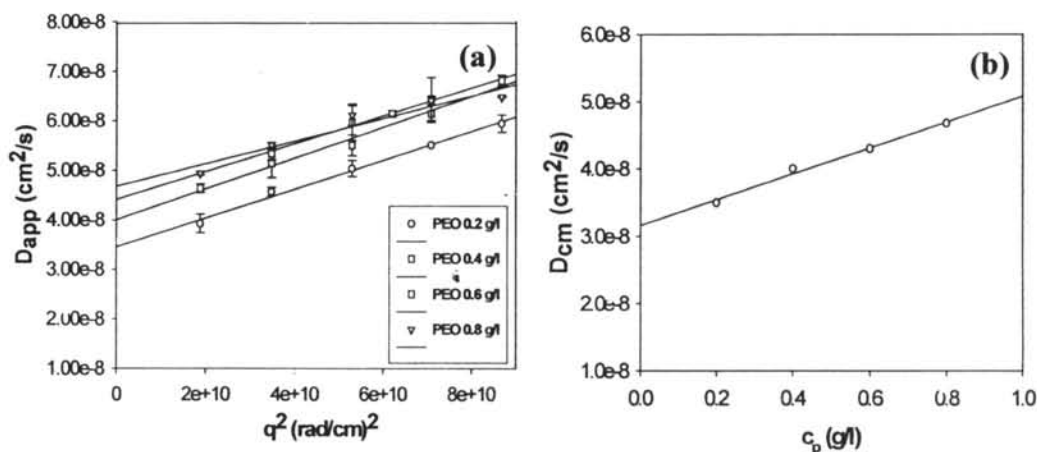 8.00e-8
7.00e-8
6.00e-8
5.00e-8
4.00e-8
3.00e-8
2.00e-8
1.00e-8
Dapp (cm²/s)
(a)
PEO 0.2 g/l
PEO 0.4 g/l
PEO 0.6 g/l
PEO 0.8 g/l
0 2e+10 4e+10 6e+10 8e+10
q² (rad/cm)²
6.0e-8
5.0e-8
4.0e-8
3.0e-8
2.0e-8
1.0e-8
Dcm (cm²/s)
(b)
0.0 0.2 0.4 0.6 0.8 1.0
cp (g/l)